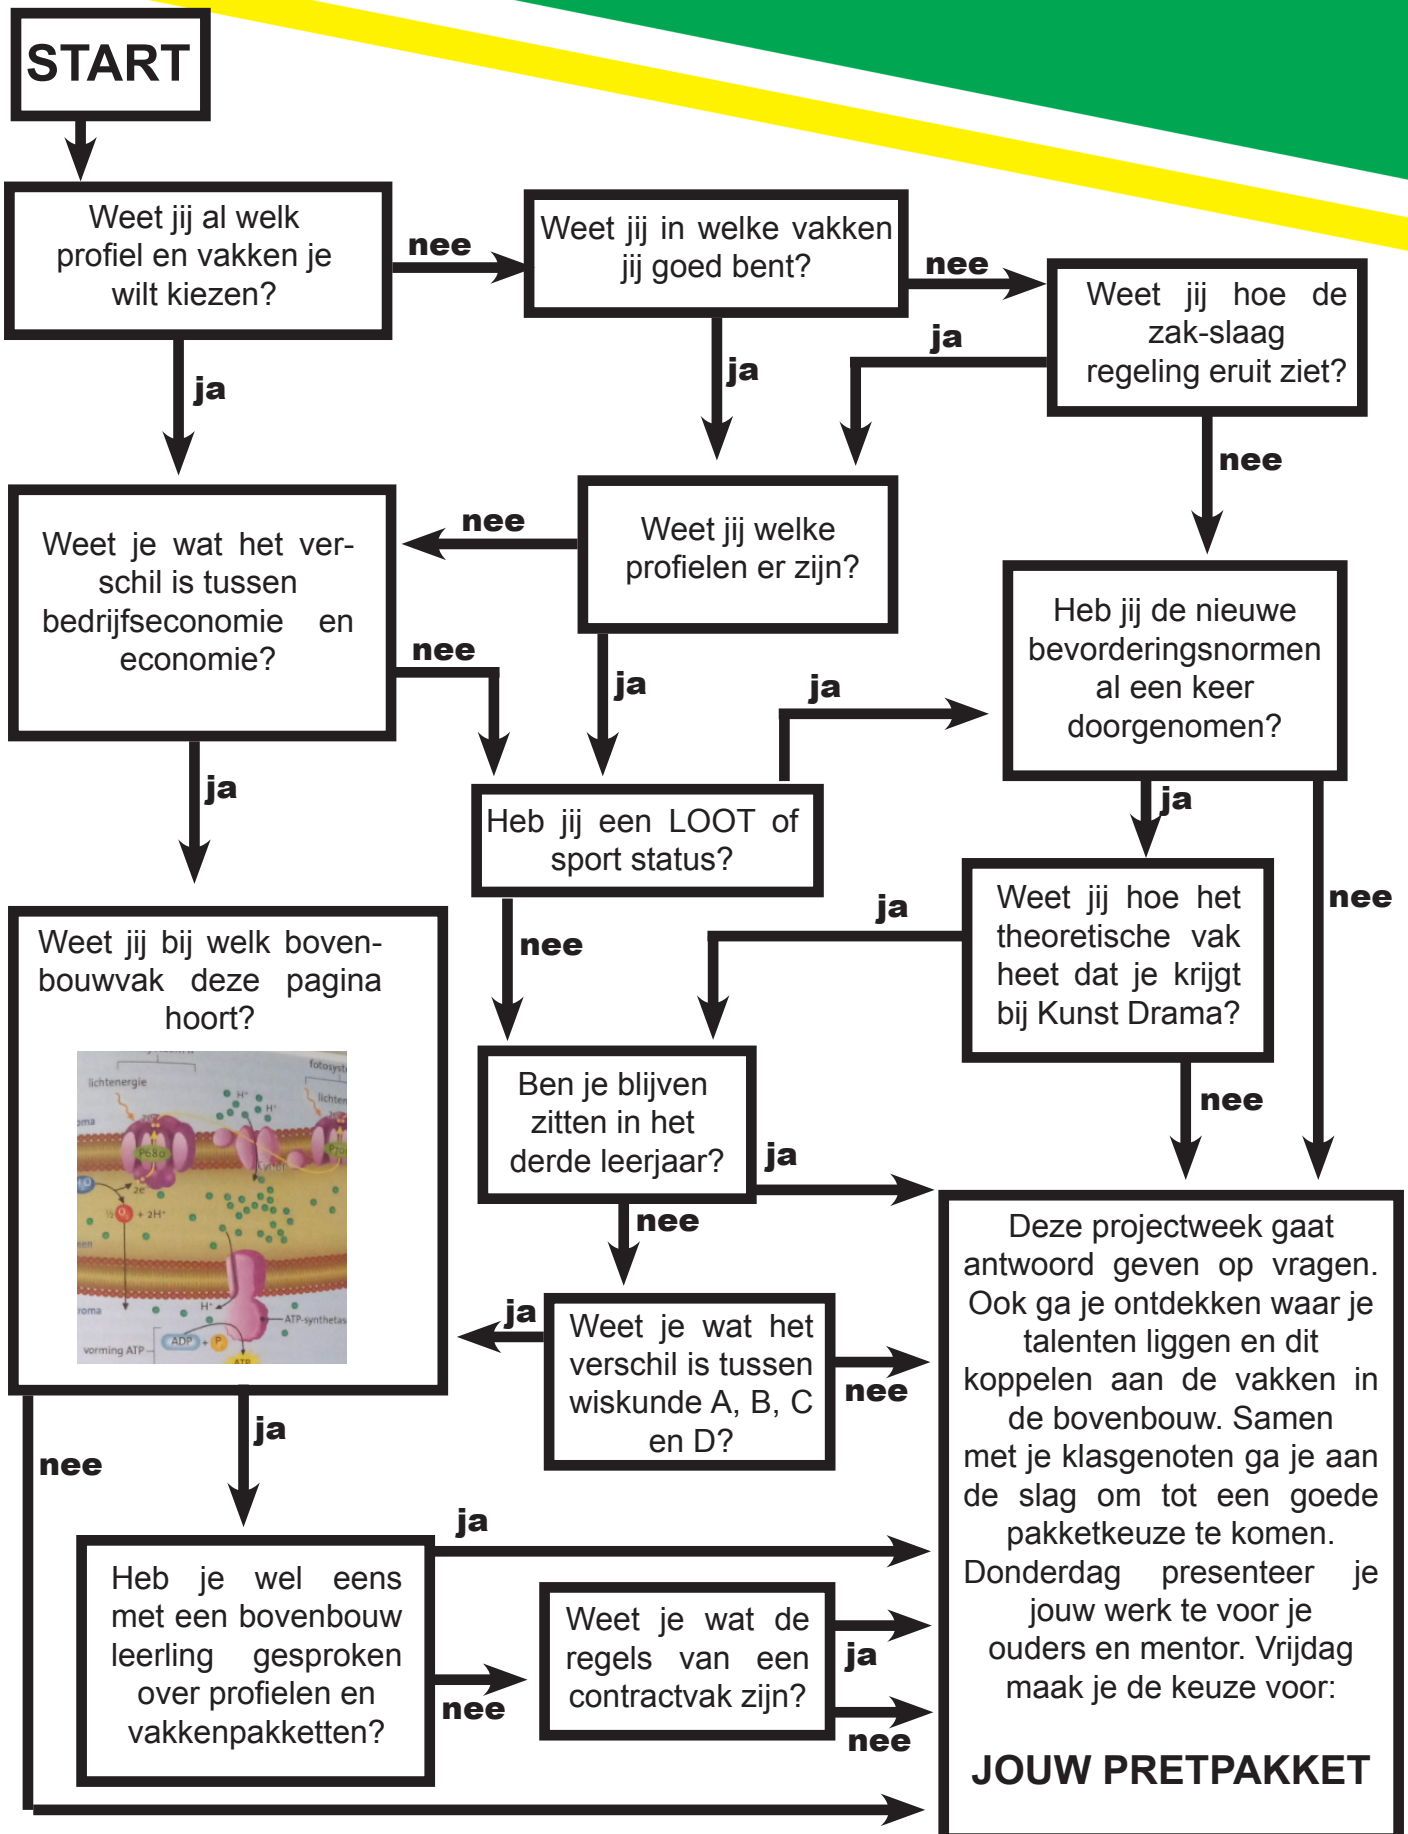 START
Weet jij al welk
profiel en vakken je
wilt kiezen?
nee
Weet jij in welke vakken
jij goed bent?
nee
Weet jij hoe de
zak-slaag
regeling eruit ziet?
ja
ja
ja
nee
Weet je wat het ver-
schil is tussen
bedrijfseconomie en
economie?
nee
Weet jij welke
profielen er zijn?
Heb jij de nieuwe
bevorderingsnormen
al een keer
doorgenomen?
nee
ja
ja
ja
Heb jij een LOOT of
sport status?
ja
nee
Weet jij hoe het
theoretische vak
heet dat je krijgt
bij Kunst Drama?
ja
nee
nee
Weet jij bij welk boven-
bouwvak deze pagina
hoort?
lichtenergie
H+
H+
P680
2e-
½ O₂ + 2H+
H+
ATP-synthetas
ADP + P
vorming ATP
ATP
Ben je blijven
zitten in het
derde leerjaar?
ja
nee
ja
Weet je wat het
verschil is tussen
wiskunde A, B, C
en D?
nee
ja
nee
Heb je wel eens
met een bovenbouw
leerling gesproken
over profielen en
vakkenpakketten?
ja
nee
Weet je wat de
regels van een
contractvak zijn?
ja
nee
Deze projectweek gaat
antwoord geven op vragen.
Ook ga je ontdekken waar je
talenten liggen en dit
koppelen aan de vakken in
de bovenbouw. Samen
met je klasgenoten ga je aan
de slag om tot een goede
pakketkeuze te komen.
Donderdag presenteer je
jouw werk te voor je
ouders en mentor. Vrijdag
maak je de keuze voor:
JOUW PRETPAKKET